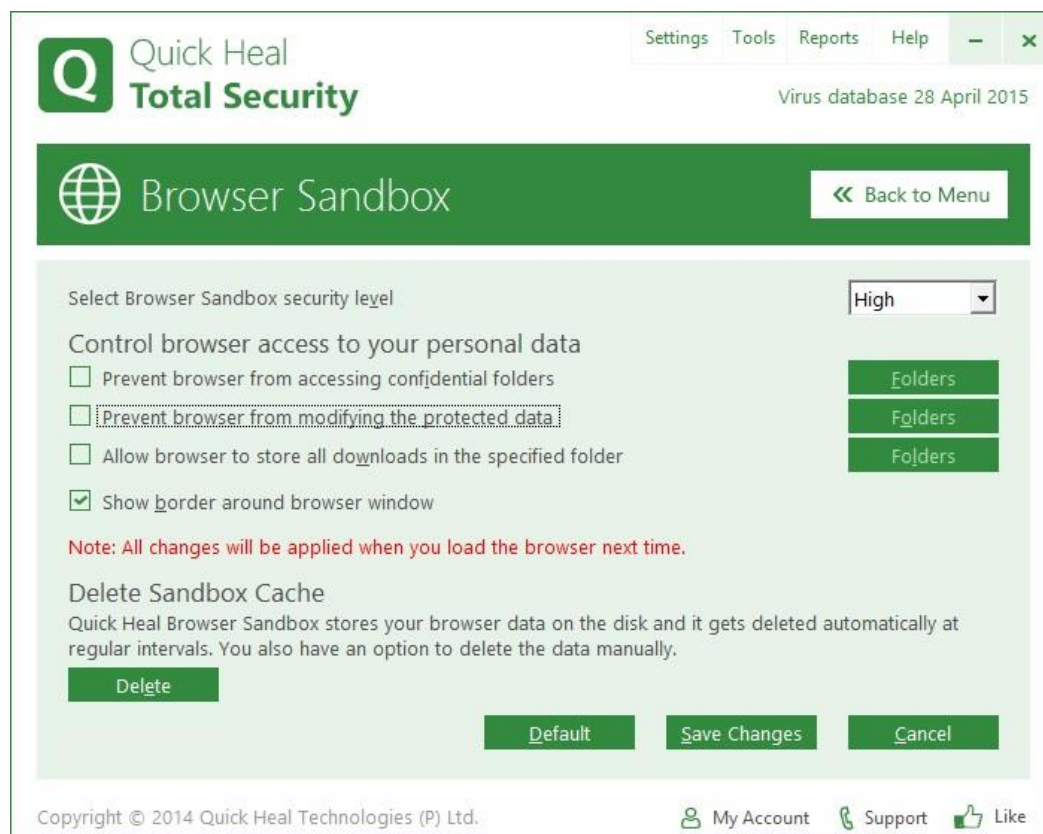 Settings Tools Reports Help
Q
Quick Heal
Total Security
Virus database 28 April 2015
Browser Sandbox
Back to Menu
Select Browser Sandbox security level
High
Control browser access to your personal data
Prevent browser from accessing confidential folders
Folders
Prevent browser from modifying the protected data
Folders
Allow browser to store all downloads in the specified folder
Folders
Show border around browser window
Note: All changes will be applied when you load the browser next time.
Delete Sandbox Cache
Quick Heal Browser Sandbox stores your browser data on the disk and it gets deleted automatically at
regular intervals. You also have an option to delete the data manually.
Delete
Default
Save Changes
Cancel
Copyright © 2014 Quick Heal Technologies (P) Ltd.
My Account
Support
Like